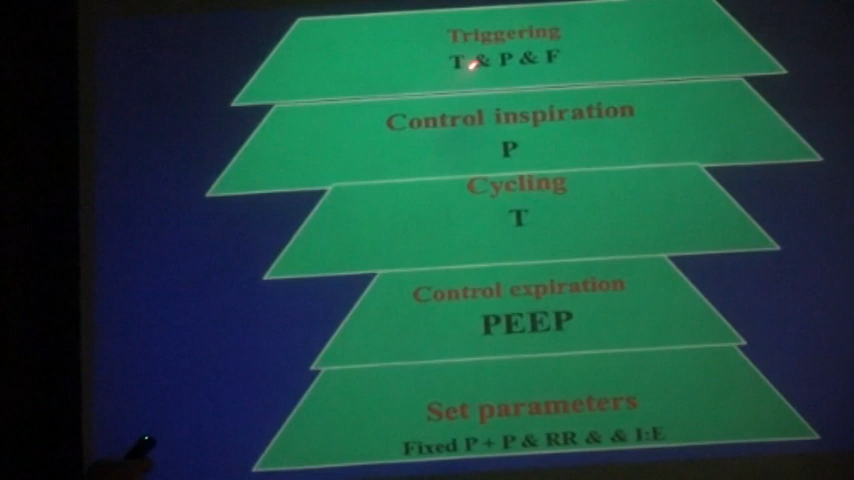 Triggering
T & P & F
Control inspiration
P
Cycling
T
Control expiration
PEEP
Set parameters
Fixed P + P & RR & & I:E